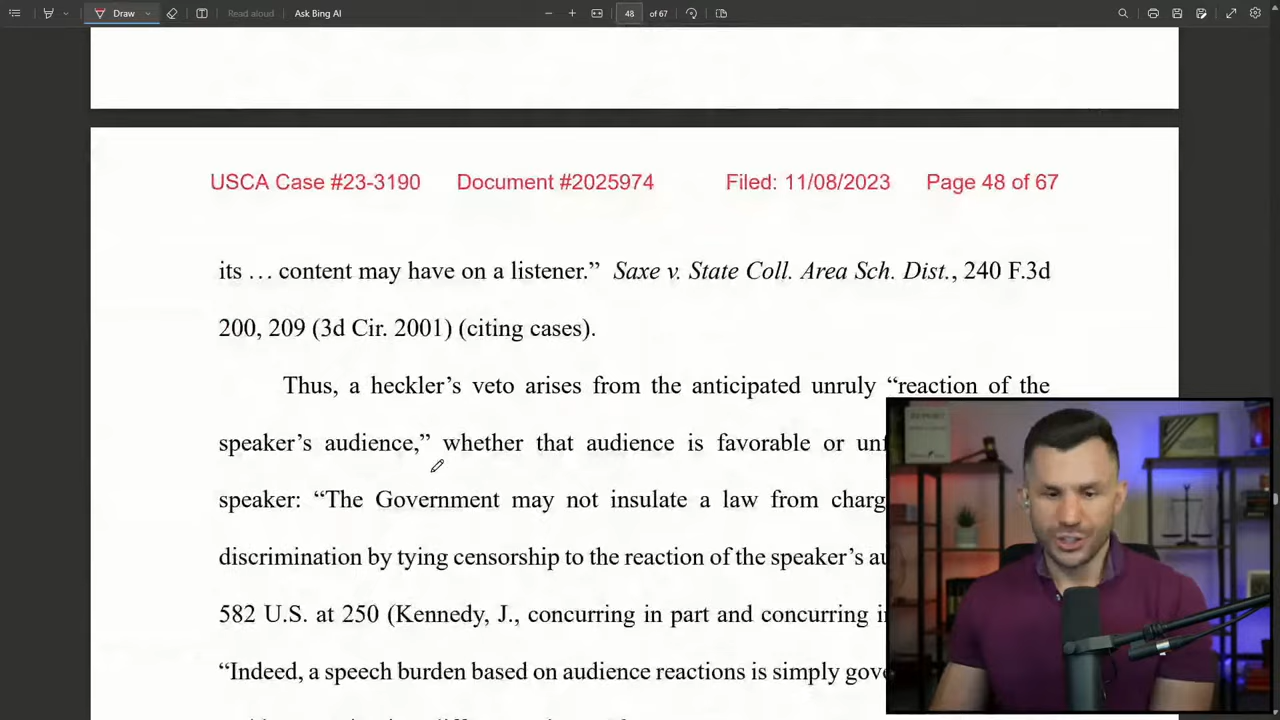 Draw
Read aloud
Ask Bing AI
48 of 67
USCA Case #23-3190 Document #2025974 Filed: 11/08/2023 Page 48 of 67
its … content may have on a listener.” Saxe v. State Coll. Area Sch. Dist., 240 F.3d
200, 209 (3d Cir. 2001) (citing cases).
Thus, a heckler’s veto arises from the anticipated unruly “reaction of the
speaker’s audience,” whether that audience is favorable or
speaker: “The Government may not insulate a law from
discrimination by tying censorship to the reaction of the speaker’s
582 U.S. at 250 (Kennedy, J., concurring in part and concurring
“Indeed, a speech burden based on audience reactions is simply